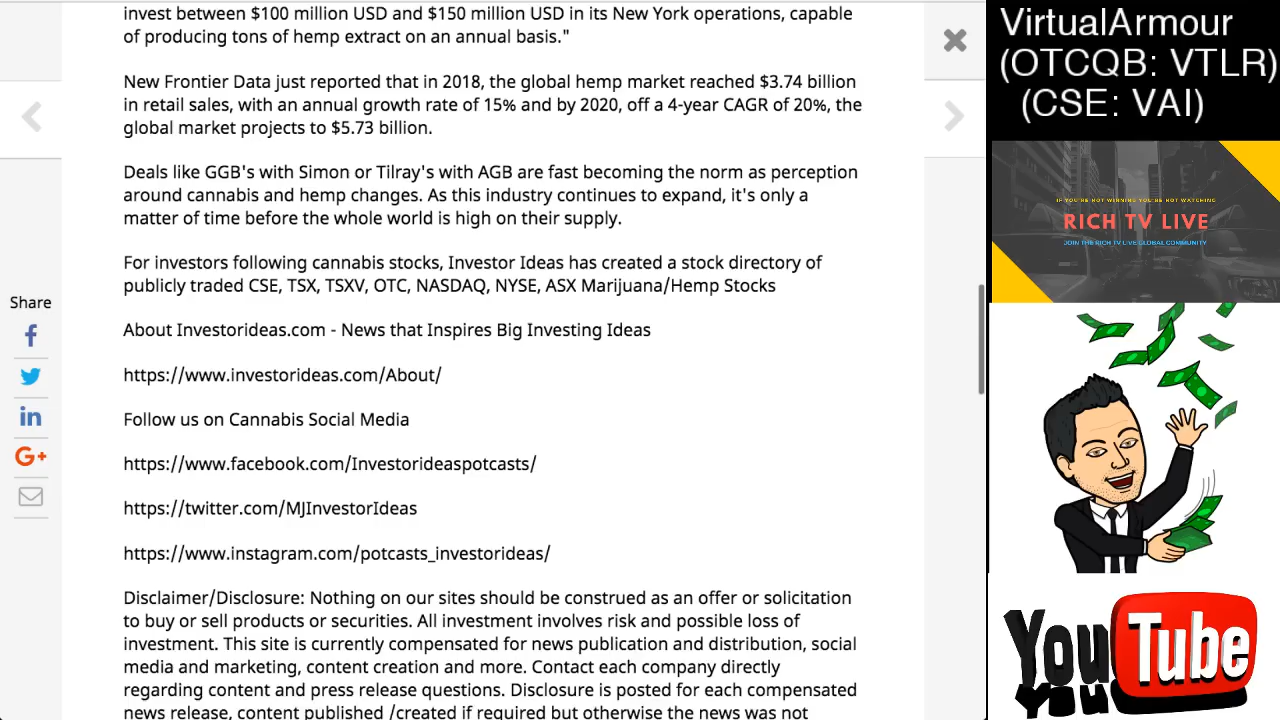 invest between $100 million USD and $150 million USD in its New York operations, capable
of producing tons of hemp extract on an annual basis."
New Frontier Data just reported that in 2018, the global hemp market reached $3.74 billion
in retail sales, with an annual growth rate of 15% and by 2020, off a 4-year CAGR of 20%, the
global market projects to $5.73 billion.
Deals like GGB's with Simon or Tilray's with AGB are fast becoming the norm as perception
around cannabis and hemp changes. As this industry continues to expand, it's only a
matter of time before the whole world is high on their supply.
For investors following cannabis stocks, Investor Ideas has created a stock directory of
publicly traded CSE, TSX, TSXV, OTC, NASDAQ, NYSE, ASX Marijuana/Hemp Stocks
About Investorideas.com - News that Inspires Big Investing Ideas
https://www.investorideas.com/About/
Follow us on Cannabis Social Media
https://www.facebook.com/Investorideaspotcasts/
https://twitter.com/MJInvestorIdeas
https://www.instagram.com/potcasts_investorideas/
Disclaimer/Disclosure: Nothing on our sites should be construed as an offer or solicitation
to buy or sell products or securities. All investment involves risk and possible loss of
investment. This site is currently compensated for news publication and distribution, social
media and marketing, content creation and more. Contact each company directly
regarding content and press release questions. Disclosure is posted for each compensated
news release, content published /created if required but otherwise the news was not
Share
f
in
G+
VirtualArmour
(OTCQB: VTLR)
(CSE: VAI)
IF YOU'RE NOT WINNING YOU'RE NOT WATCHING
RICH TV LIVE
JOIN THE RICH TV LIVE GLOBAL COMMUNITY
YouTube